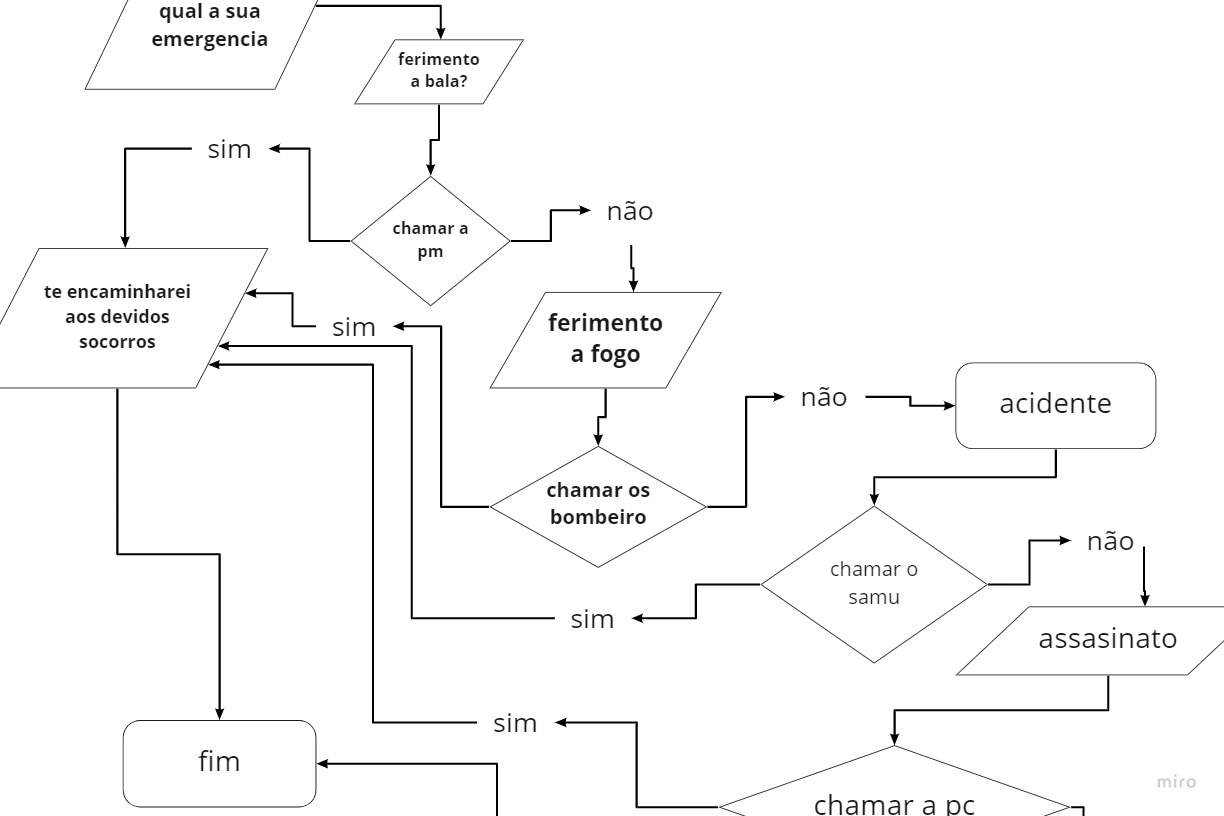 qual a sua
emergencia
ferimento
a bala?
sim
chamar a
pm
não
te encaminharei
aos devidos
socorros
sim
ferimento
a fogo
não
acidente
chamar os
bombeiro
não
chamar o
samu
sim
assasinato
sim
fim
chamar a pc
miro